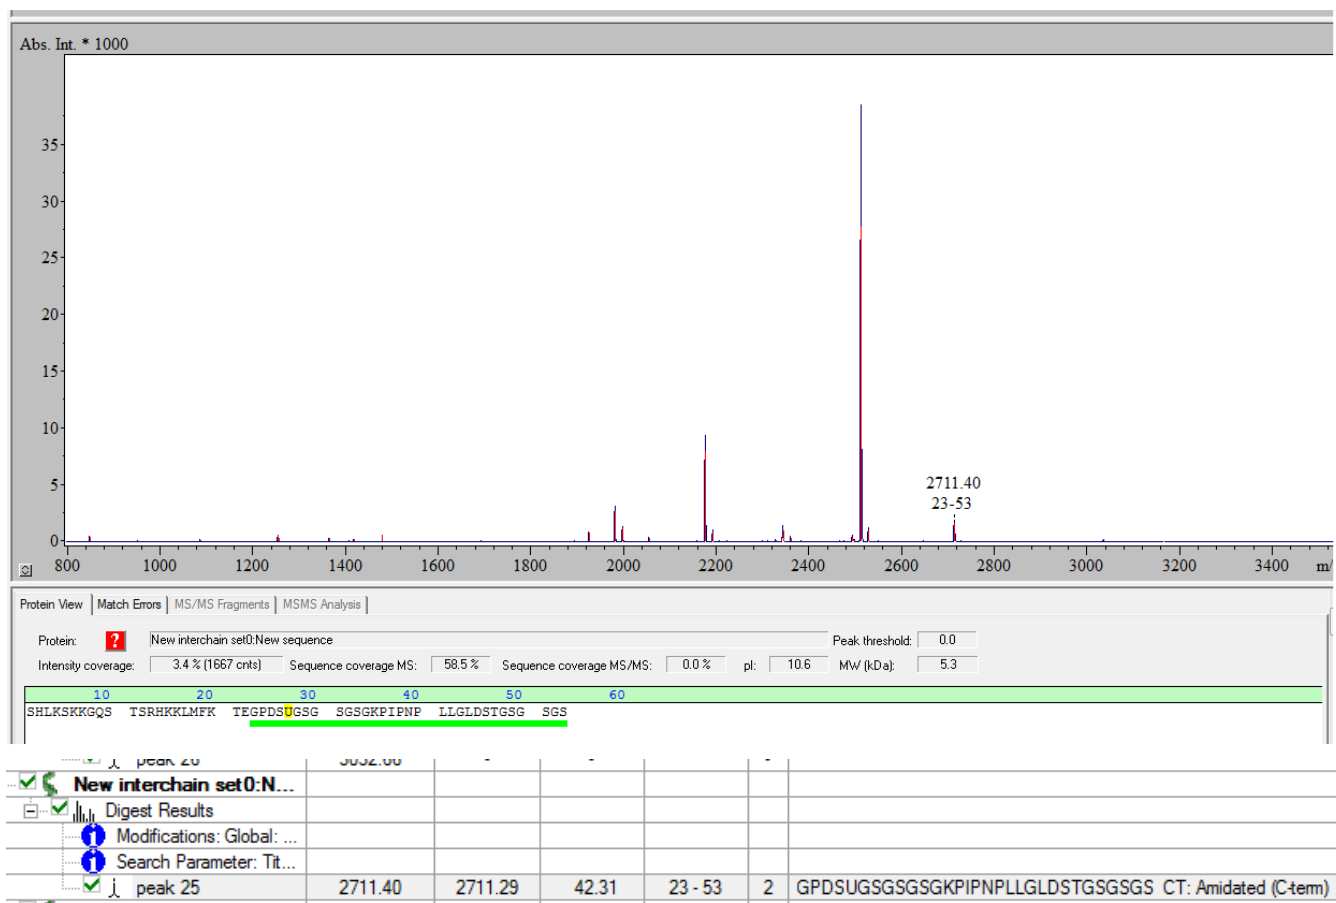 Abs. Int. * 1000
35
30
25
20
15
10
5
0
2711.40
23-53
800 1000 1200 1400 1600 1800 2000 2200 2400 2600 2800 3000 3200 3400 m/
Protein View Match Errors MS/MS Fragments MSMS Analysis
Protein: ? New interchain set0:New sequence Peak threshold: 0.0
Intensity coverage: 3.4 % (1667 cnts) Sequence coverage MS: 58.5 % Sequence coverage MS/MS: 0.0 % pI: 10.6 MW (kDa): 5.3
10 20 30 40 50 60
SHLKSKKGQS TSRHKKLMFK TEGPDSUGSG SGSGKPIPNP LLGLDSTGSG SGS
- - - -
New interchain set0:N...
Digest Results
Modifications: Global: ...
Search Parameter: Tit...
peak 25 2711.40 2711.29 42.31 23 - 53 2 GPDSUGSGSGSGKPIPNPLLGLDSTGSGSGS CT: Amidated (C-term)